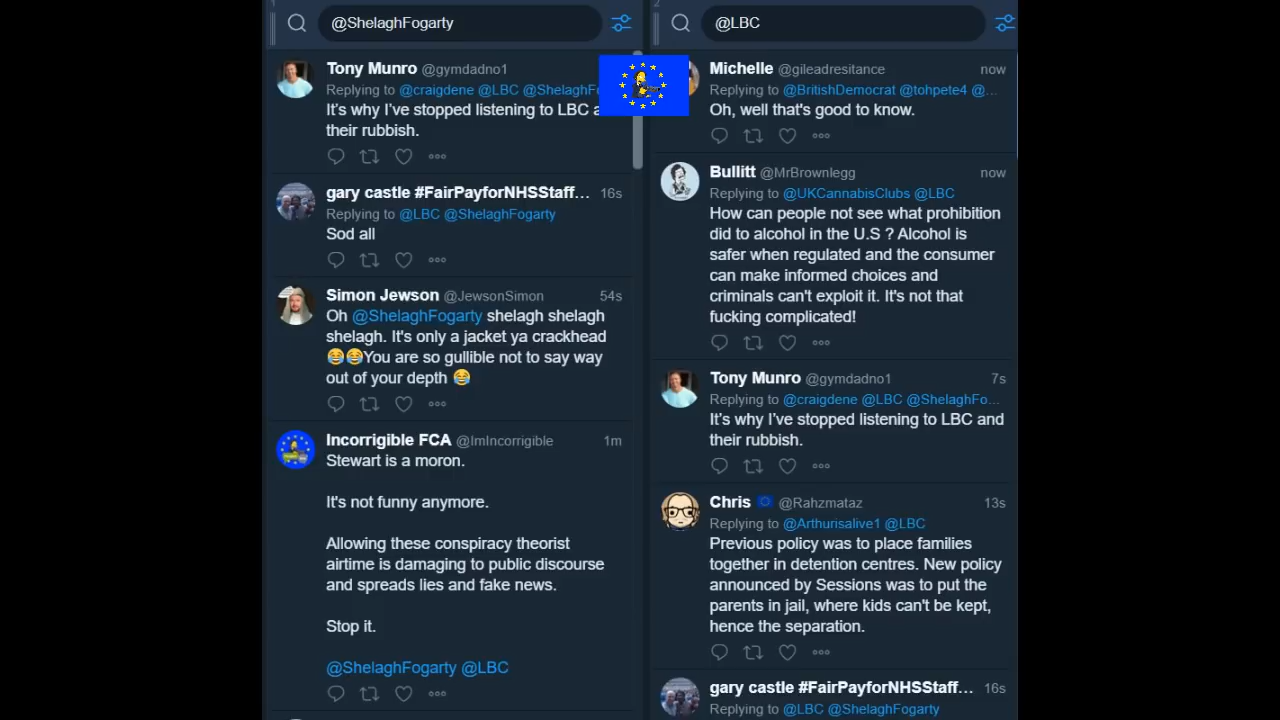 1
@ShelaghFogarty
Tony Munro @gymdadno1
Replying to @craigdene @LBC @ShelaghFo
It's why I've stopped listening to LBC a
their rubbish.
gary castle #FairPayforNHSStaff... 16s
Replying to @LBC @ShelaghFogarty
Sod all
Simon Jewson @JewsonSimon 54s
Oh @ShelaghFogarty shelagh shelagh
shelagh. It's only a jacket ya crackhead
😂😂You are so gullible not to say way
out of your depth 😂
Incorrigible FCA @ImIncorrigible 1m
Stewart is a moron.
It's not funny anymore.
Allowing these conspiracy theorist
airtime is damaging to public discourse
and spreads lies and fake news.
Stop it.
@ShelaghFogarty @LBC
2
@LBC
Michelle @gileadresitance now
Replying to @BritishDemocrat @tohpete4 @...
Oh, well that's good to know.
Bullitt @MrBrownlegg now
Replying to @UKCannabisClubs @LBC
How can people not see what prohibition
did to alcohol in the U.S ? Alcohol is
safer when regulated and the consumer
can make informed choices and
criminals can't exploit it. It's not that
fucking complicated!
Tony Munro @gymdadno1 7s
Replying to @craigdene @LBC @ShelaghFo...
It's why I've stopped listening to LBC and
their rubbish.
Chris @Rahzmataz 13s
Replying to @Arthurisalive1 @LBC
Previous policy was to place families
together in detention centres. New policy
announced by Sessions was to put the
parents in jail, where kids can't be kept,
hence the separation.
gary castle #FairPayforNHSStaff... 16s
Replying to @LBC @ShelaghFogarty